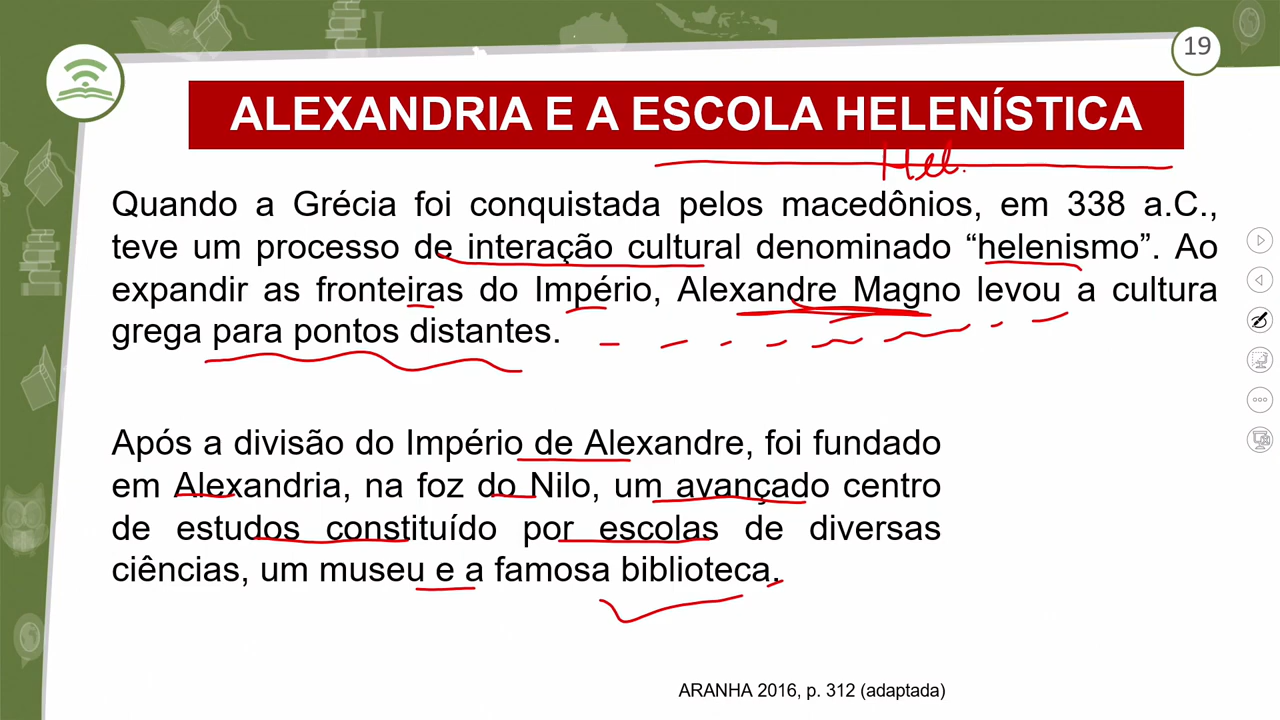 19
ALEXANDRIA E A ESCOLA HELENÍSTICA
Hel.
Quando a Grécia foi conquistada pelos macedônios, em 338 a.C.,
teve um processo de interação cultural denominado “helenismo”. Ao
expandir as fronteiras do Império, Alexandre Magno levou a cultura
grega para pontos distantes.
Após a divisão do Império de Alexandre, foi fundado
em Alexandria, na foz do Nilo, um avançado centro
de estudos constituído por escolas de diversas
ciências, um museu e a famosa biblioteca.
ARANHA 2016, p. 312 (adaptada)